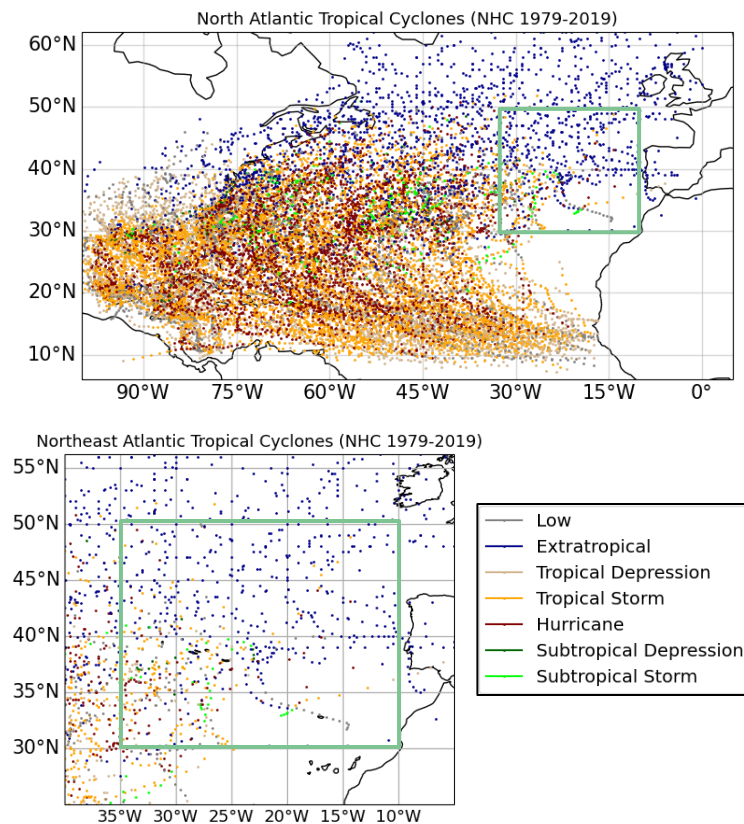 North Atlantic Tropical Cyclones (NHC 1979-2019)
60°N
50°N
40°N
30°N
20°N
10°N
90°W 75°W 60°W 45°W 30°W 15°W 0°
Northeast Atlantic Tropical Cyclones (NHC 1979-2019)
55°N
50°N
45°N
40°N
35°N
30°N
35°W 30°W 25°W 20°W 15°W 10°W
Low
Extratropical
Tropical Depression
Tropical Storm
Hurricane
Subtropical Depression
Subtropical Storm